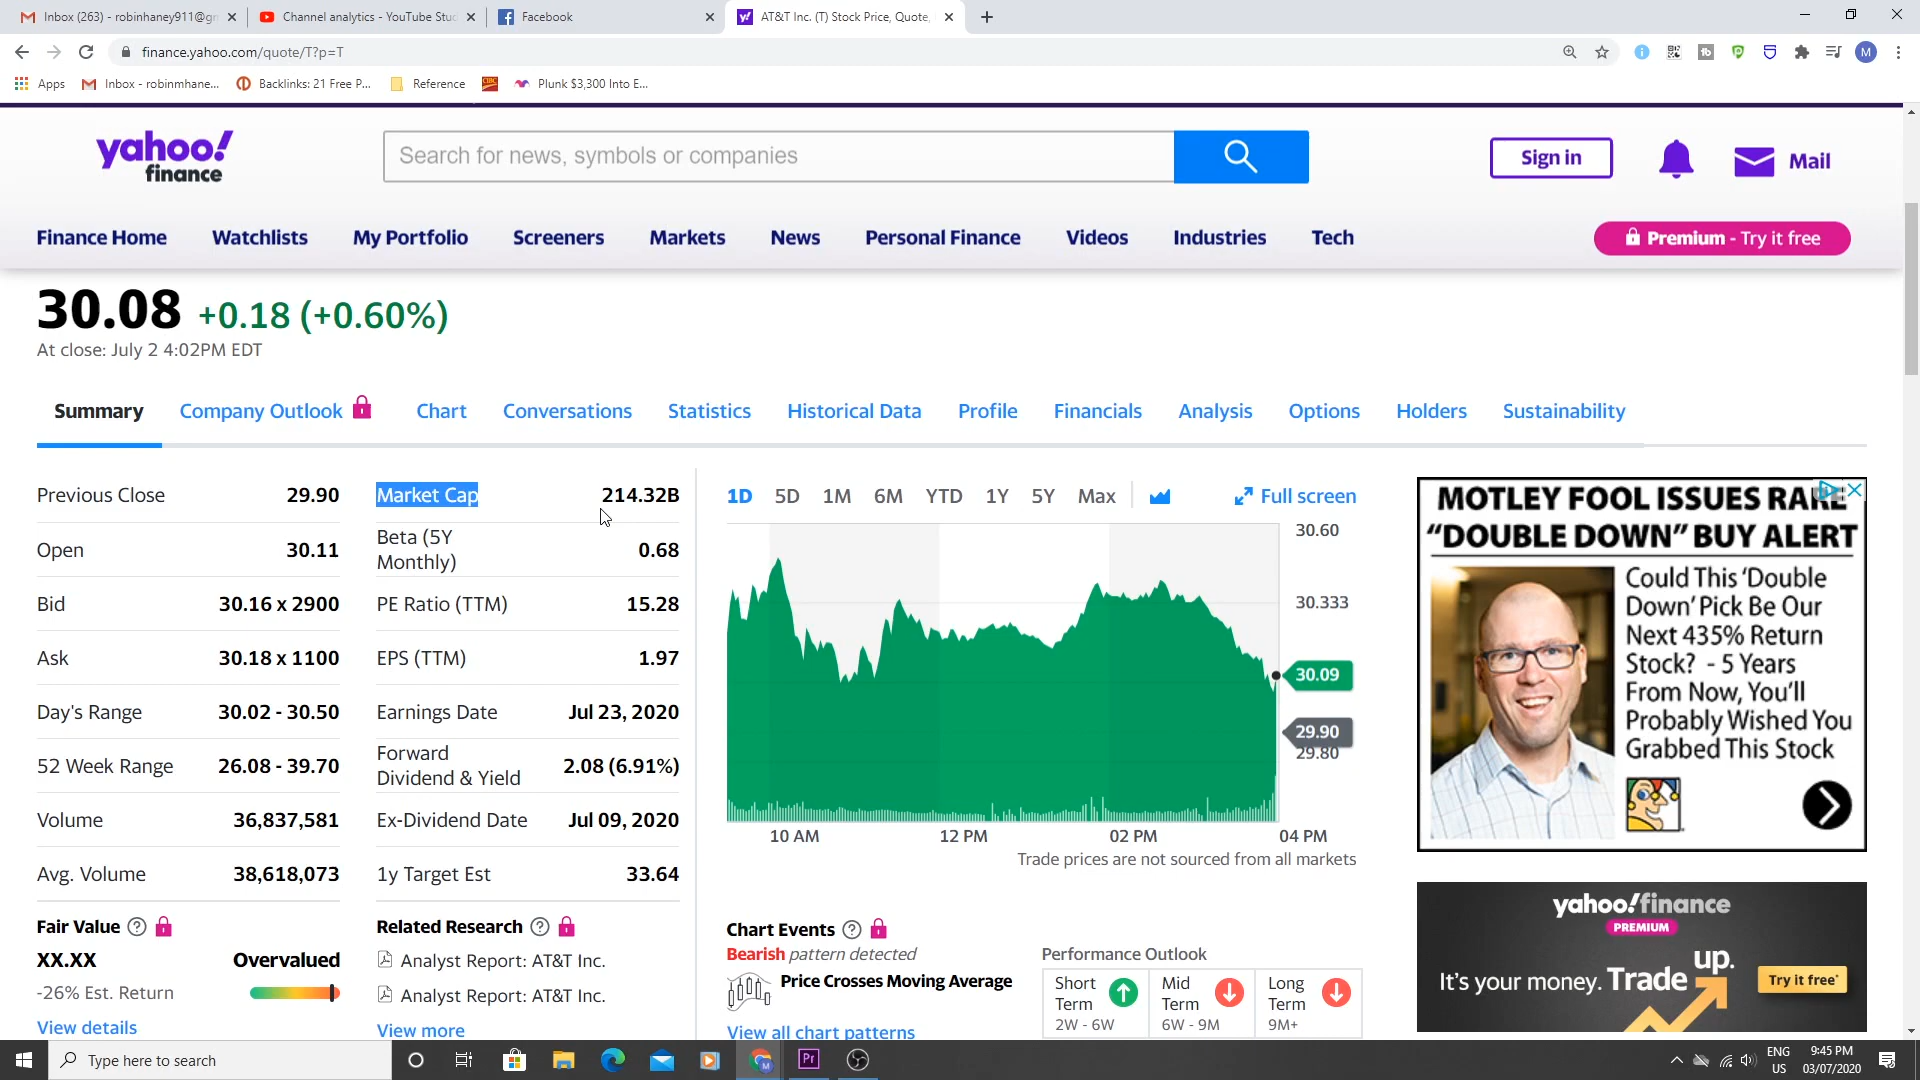 Inbox (263) - robinhaney911@gm
Channel analytics - YouTube Stu
Facebook
AT&T Inc. (T) Stock Price, Quote,
finance.yahoo.com/quote/T?p=T
M
Apps
Inbox - robinmhane...
Backlinks: 21 Free P...
Reference
CIBC
Plunk $3,300 Into E...
yahoo!
finance
Search for news, symbols or companies
Sign in
Mail
Finance Home
Watchlists
My Portfolio
Screeners
Markets
News
Personal Finance
Videos
Industries
Tech
Premium - Try it free
30.08 +0.18 (+0.60%)
At close: July 2 4:02PM EDT
Summary
Company Outlook
Chart
Conversations
Statistics
Historical Data
Profile
Financials
Analysis
Options
Holders
Sustainability
Previous Close 29.90
Open 30.11
Bid 30.16 x 2900
Ask 30.18 x 1100
Day's Range 30.02 - 30.50
52 Week Range 26.08 - 39.70
Volume 36,837,581
Avg. Volume 38,618,073
Market Cap 214.32B
Beta (5Y
Monthly) 0.68
PE Ratio (TTM) 15.28
EPS (TTM) 1.97
Earnings Date Jul 23, 2020
Forward
Dividend & Yield 2.08 (6.91%)
Ex-Dividend Date Jul 09, 2020
1y Target Est 33.64
1D 5D 1M 6M YTD 1Y 5Y Max
Full screen
30.60
30.333
30.09
29.90
29.80
10 AM 12 PM 02 PM 04 PM
Trade prices are not sourced from all markets
MOTLEY FOOL ISSUES RARE
“DOUBLE DOWN” BUY ALERT
Could This ‘Double
Down’ Pick Be Our
Next 435% Return
Stock? - 5 Years
From Now, You’ll
Probably Wished You
Grabbed This Stock
Fair Value ?
XX.XX Overvalued
-26% Est. Return
View details
Related Research ?
Analyst Report: AT&T Inc.
Analyst Report: AT&T Inc.
View more
Chart Events ?
Bearish pattern detected
Price Crosses Moving Average
View all chart patterns
Performance Outlook
Short
Term
2W - 6W
Mid
Term
6W - 9M
Long
Term
9M+
yahoo!finance
PREMIUM
It’s your money. Trade up.
Try it free*
Type here to search
Pr
ENG
US
9:45 PM
03/07/2020